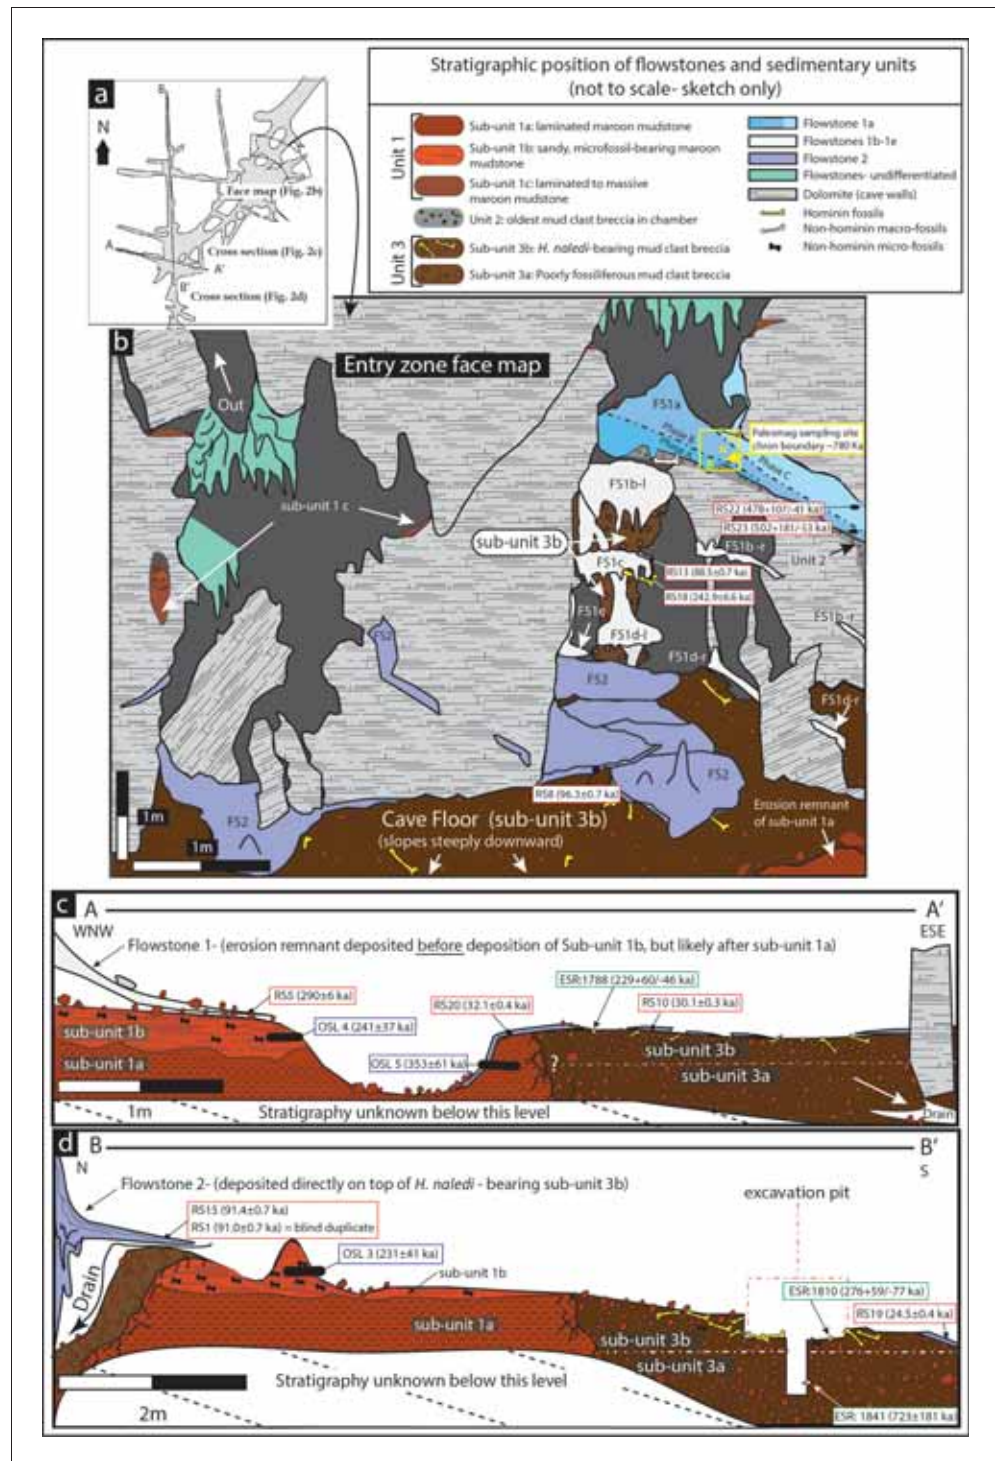 a
N
B
A
A'
B'
Face map (Fig. 2b)
Cross section (Fig. 2c)
Cross section (Fig. 2d)
Stratigraphic position of flowstones and sedimentary units
(not to scale- sketch only)
Unit 1
Sub-unit 1a: laminated maroon mudstone
Sub-unit 1b: sandy, microfossil-bearing maroon
mudstone
Sub-unit 1c: laminated to massive
maroon mudstone
Unit 2: oldest mud clast breccia in chamber
Unit 3
Sub-unit 3b: H. naledi-bearing mud clast breccia
Sub-unit 3a: Poorly fossiliferous mud clast breccia
Flowstone 1a
Flowstones 1b-1e
Flowstone 2
Flowstones- undifferentiated
Dolomite (cave walls)
Hominin fossils
Non-hominin macro-fossils
Non-hominin micro-fossils
b
Entry zone face map
Out
sub-unit 1 c
FS1a
Phase B
Phase C
Paleomag sampling site
chron boundary ~780 Ka
FS1b-l
RS22 (478+107/-41 ka)
RS23 (502+181/-53 ka)
FS1b-r
Unit 2
sub-unit 3b
FS1c
RS13 (88.5±0.7 ka)
RS18 (242.9±6.6 ka)
FS1e
FS1b-r
FS1d-l
FS1d-r
FS2
FS2
FS1d-r
FS2
RS8 (96.3±0.7 ka)
FS2
Cave Floor (sub-unit 3b)
(slopes steeply downward)
Erosion remnant
of sub-unit 1a
1m
1m
c
A
A'
WNW
ESE
Flowstone 1- (erosion remnant deposited before deposition of Sub-unit 1b, but likely after sub-unit 1a)
RS5 (290±6 ka)
OSL 4 (241±37 ka)
RS20 (32.1±0.4 ka)
ESR:1788 (229+60/-46 ka)
RS10 (30.1±0.3 ka)
sub-unit 1b
sub-unit 1a
OSL 5 (353±61 ka)
?
sub-unit 3b
sub-unit 3a
1m
Stratigraphy unknown below this level
Drain
d
B
B'
N
S
Flowstone 2- (deposited directly on top of H. naledi - bearing sub-unit 3b)
RS15 (91.4±0.7 ka)
RS1 (91.0±0.7 ka) = blind duplicate
excavation pit
OSL 3 (231±41 ka)
Drain
sub-unit 1b
ESR:1810 (276+59/-77 ka)
RS19 (24.5±0.4 ka)
sub-unit 1a
sub-unit 3b
sub-unit 3a
Stratigraphy unknown below this level
2m
ESR: 1841 (723±181 ka)